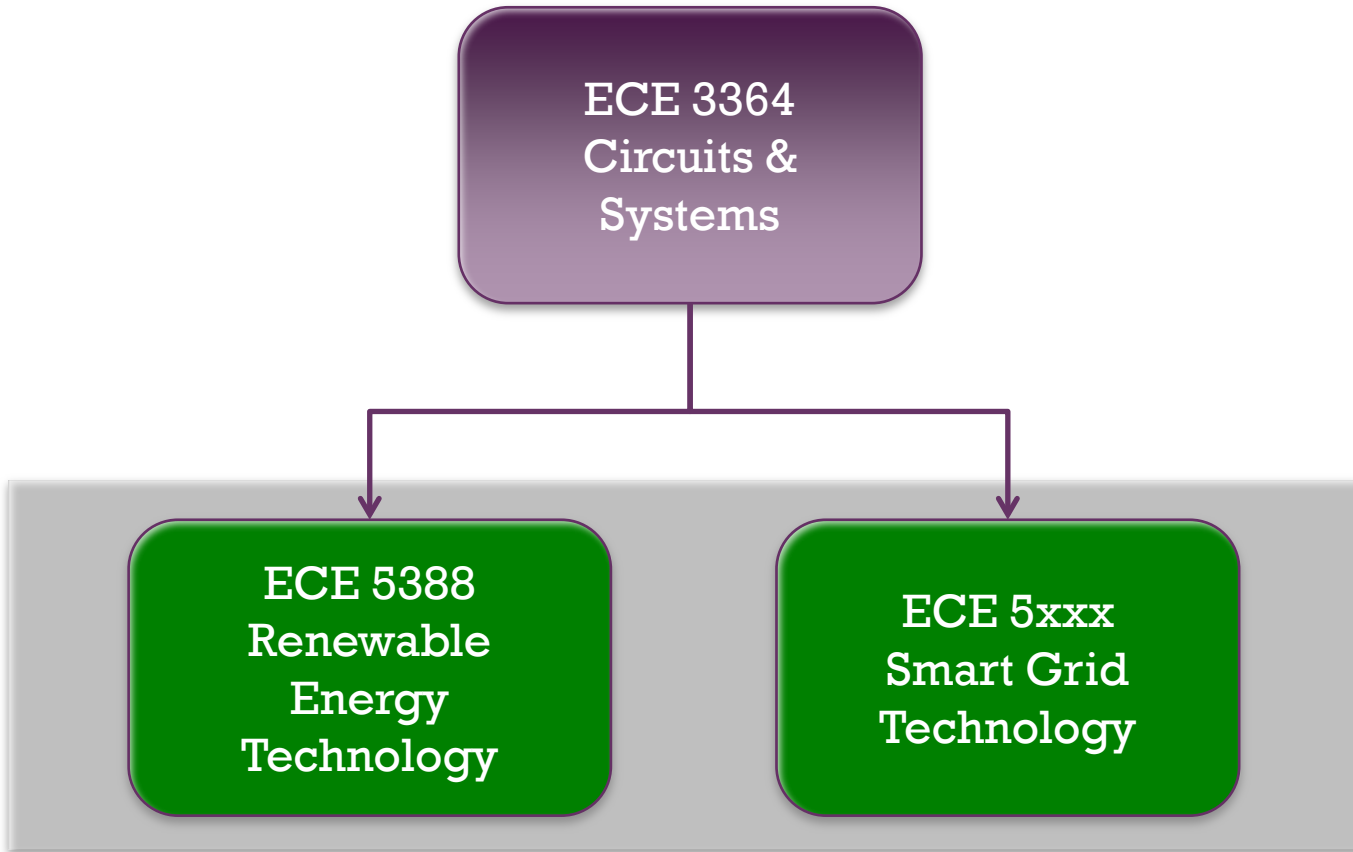 ECE 3364
Circuits &
Systems
ECE 5388
Renewable
Energy
Technology
ECE 5xxx
Smart Grid
Technology